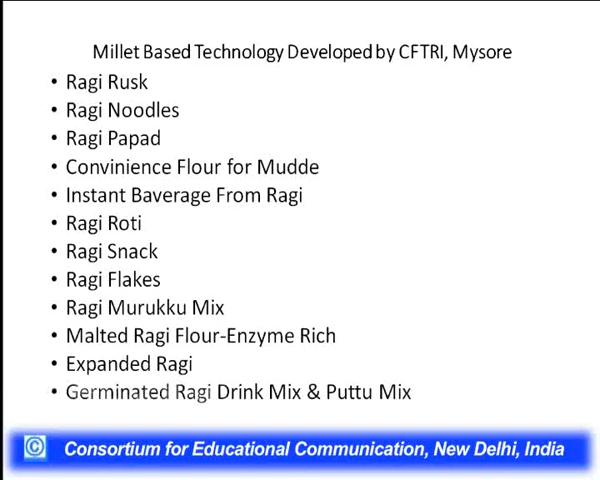 Millet Based Technology Developed by CFTRI, Mysore
• Ragi Rusk
• Ragi Noodles
• Ragi Papad
• Convinience Flour for Mudde
• Instant Baverage From Ragi
• Ragi Roti
• Ragi Snack
• Ragi Flakes
• Ragi Murukku Mix
• Malted Ragi Flour-Enzyme Rich
• Expanded Ragi
• Germinated Ragi Drink Mix & Puttu Mix
© Consortium for Educational Communication, New Delhi, India